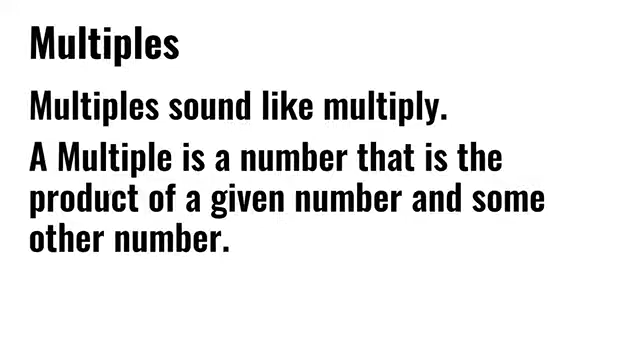 Multiples
Multiples sound like multiply.
A Multiple is a number that is the
product of a given number and some
other number.